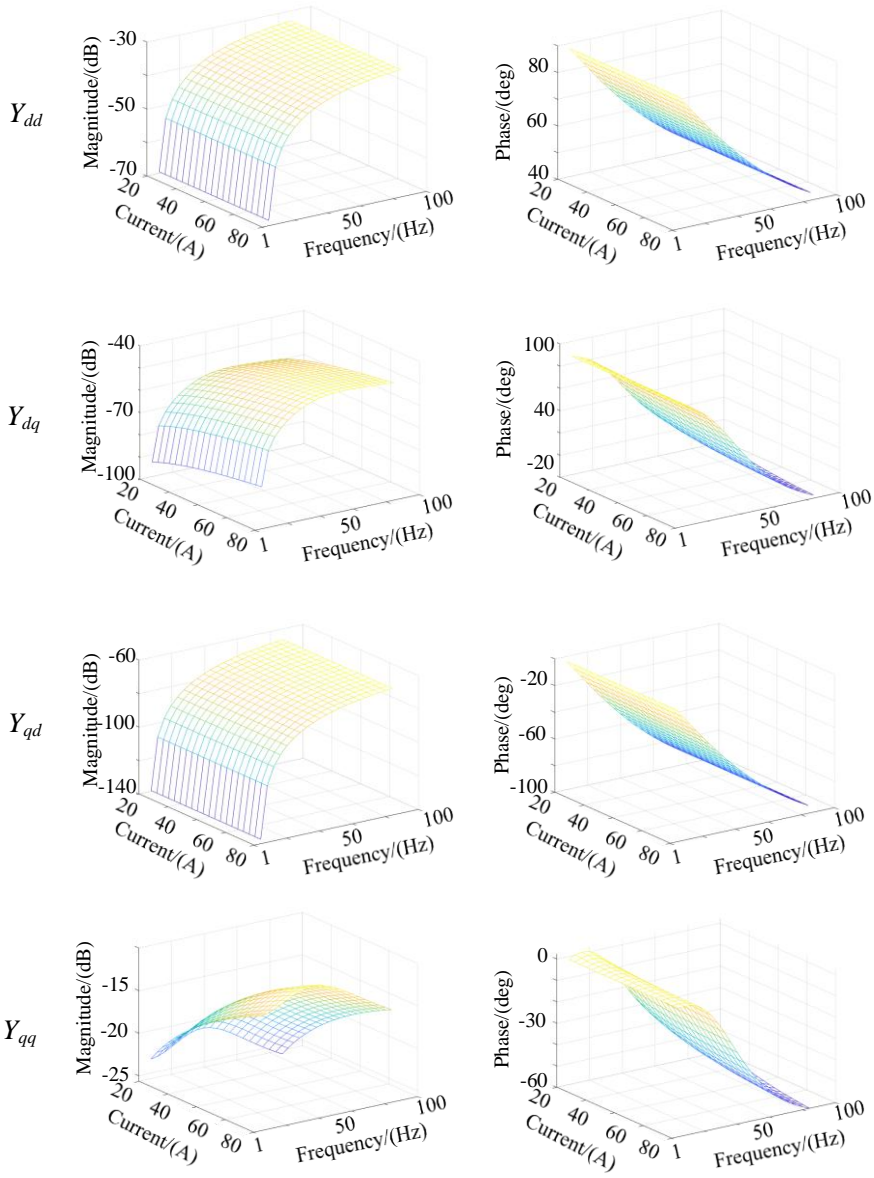 Y_dd
Magnitude/(dB)
-30
-50
-70
20
40
60
80
Current/(A)
1
50
100
Frequency/(Hz)
Phase/(deg)
80
60
40
20
40
60
80
Current/(A)
1
50
100
Frequency/(Hz)
Y_dq
Magnitude/(dB)
-40
-70
-100
20
40
60
80
Current/(A)
1
50
100
Frequency/(Hz)
Phase/(deg)
100
40
-20
20
40
60
80
Current/(A)
1
50
100
Frequency/(Hz)
Y_qd
Magnitude/(dB)
-60
-100
-140
20
40
60
80
Current/(A)
1
50
100
Frequency/(Hz)
Phase/(deg)
-20
-60
-100
20
40
60
80
Current/(A)
1
50
100
Frequency/(Hz)
Y_qq
Magnitude/(dB)
-15
-20
-25
20
40
60
80
Current/(A)
1
50
100
Frequency/(Hz)
Phase/(deg)
0
-30
-60
20
40
60
80
Current/(A)
1
50
100
Frequency/(Hz)